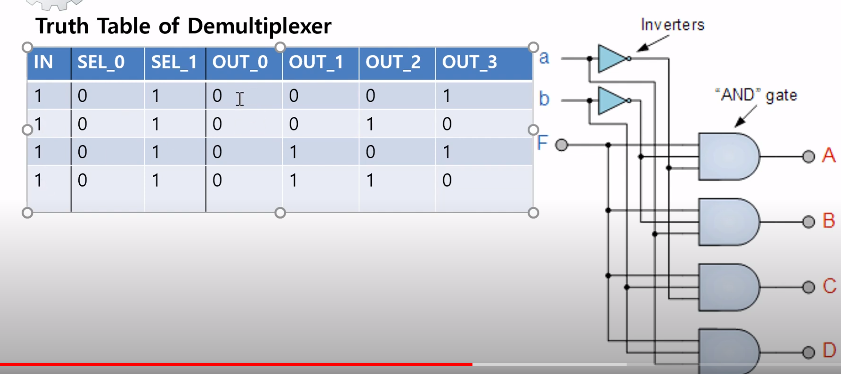 Truth Table of Demultiplexer
IN SEL_0 SEL_1 OUT_0 OUT_1 OUT_2 OUT_3
1 0 1 0 0 0 1
1 0 1 0 0 1 0
1 0 1 0 1 0 1
1 0 1 0 1 1 0
Inverters
a
b
"AND" gate
F
A
B
C
D